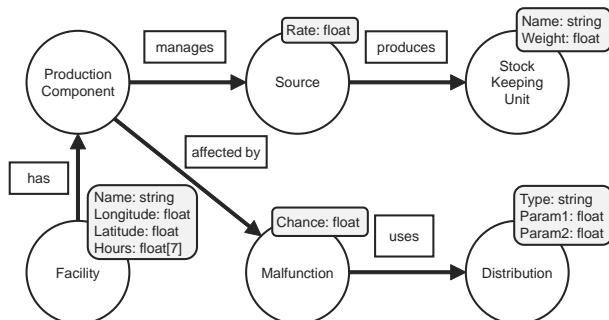 manages
Rate: float
produces
Name: string
Weight: float
Production
Component
Source
Stock
Keeping
Unit
has
affected by
Name: string
Longitude: float
Latitude: float
Hours: float[7]
Facility
Chance: float
Malfunction
uses
Type: string
Param1: float
Param2: float
Distribution